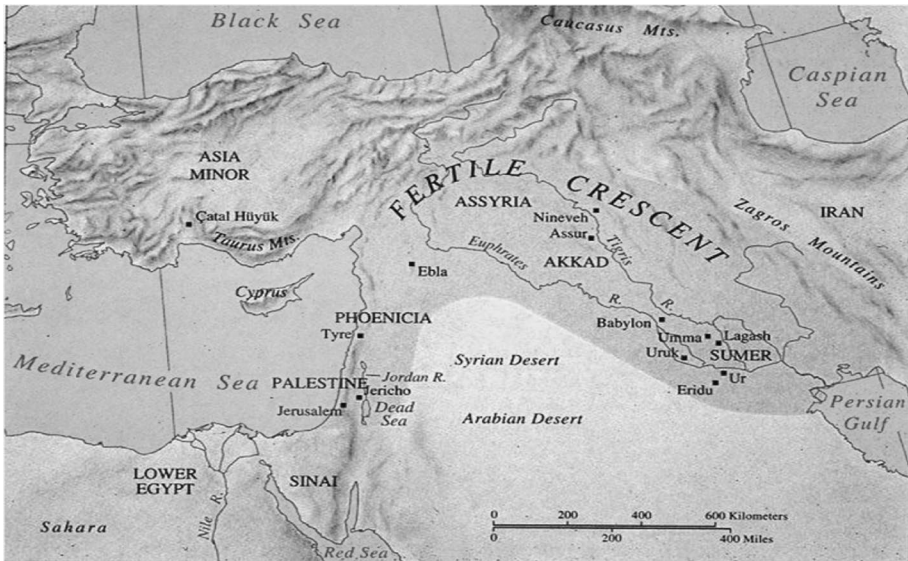 Black Sea
Caucasus Mts.
Caspian
Sea
ASIA
MINOR
FERTILE CRESCENT
ASSYRIA
Nineveh
Assur
Zagros Mountains
IRAN
Çatal Hüyük
Taurus Mts.
Ebla
Euphrates R.
AKKAD
Tigris R.
Cyprus
PHOENICIA
Tyre
Babylon
Umma
Lagash
Uruk
SUMER
Ur
Eridu
Mediterranean Sea
PALESTINE
Jordan R.
Jericho
Jerusalem
Dead
Sea
Syrian Desert
Arabian Desert
Persian
Gulf
LOWER
EGYPT
SINAI
Nile R.
Sahara
Red Sea
0 200 400 600 Kilometers
0 200 400 Miles